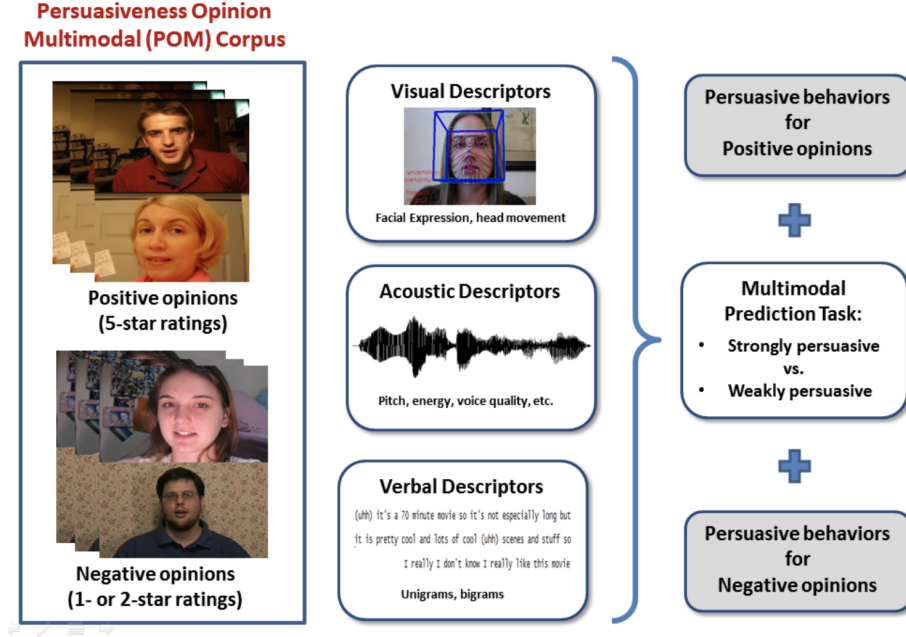 Persuasiveness Opinion
Multimodal (POM) Corpus
Positive opinions
(5-star ratings)
Negative opinions
(1- or 2-star ratings)
Visual Descriptors
Facial Expression, head movement
Acoustic Descriptors
Pitch, energy, voice quality, etc.
Verbal Descriptors
(uhh) it's a 70 minute movie so it's not especially long but
it is pretty cool and lots of cool (uhh) scenes and stuff so
I really I don't know I really like this movie
Unigrams, bigrams
Persuasive behaviors
for
Positive opinions
Multimodal
Prediction Task:
• Strongly persuasive
vs.
• Weakly persuasive
Persuasive behaviors
for
Negative opinions